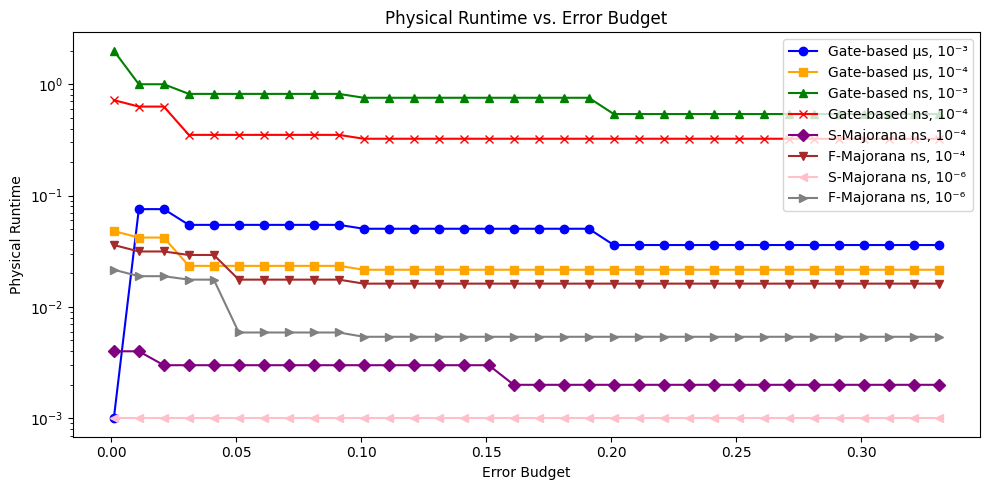 Physical Runtime vs. Error Budget
Physical Runtime
10⁰
10⁻¹
10⁻²
10⁻³
Gate-based μs, 10⁻³
Gate-based μs, 10⁻⁴
Gate-based ns, 10⁻³
Gate-based ns, 10⁻⁴
S-Majorana ns, 10⁻⁴
F-Majorana ns, 10⁻⁴
S-Majorana ns, 10⁻⁶
F-Majorana ns, 10⁻⁶
0.00 0.05 0.10 0.15 0.20 0.25 0.30
Error Budget